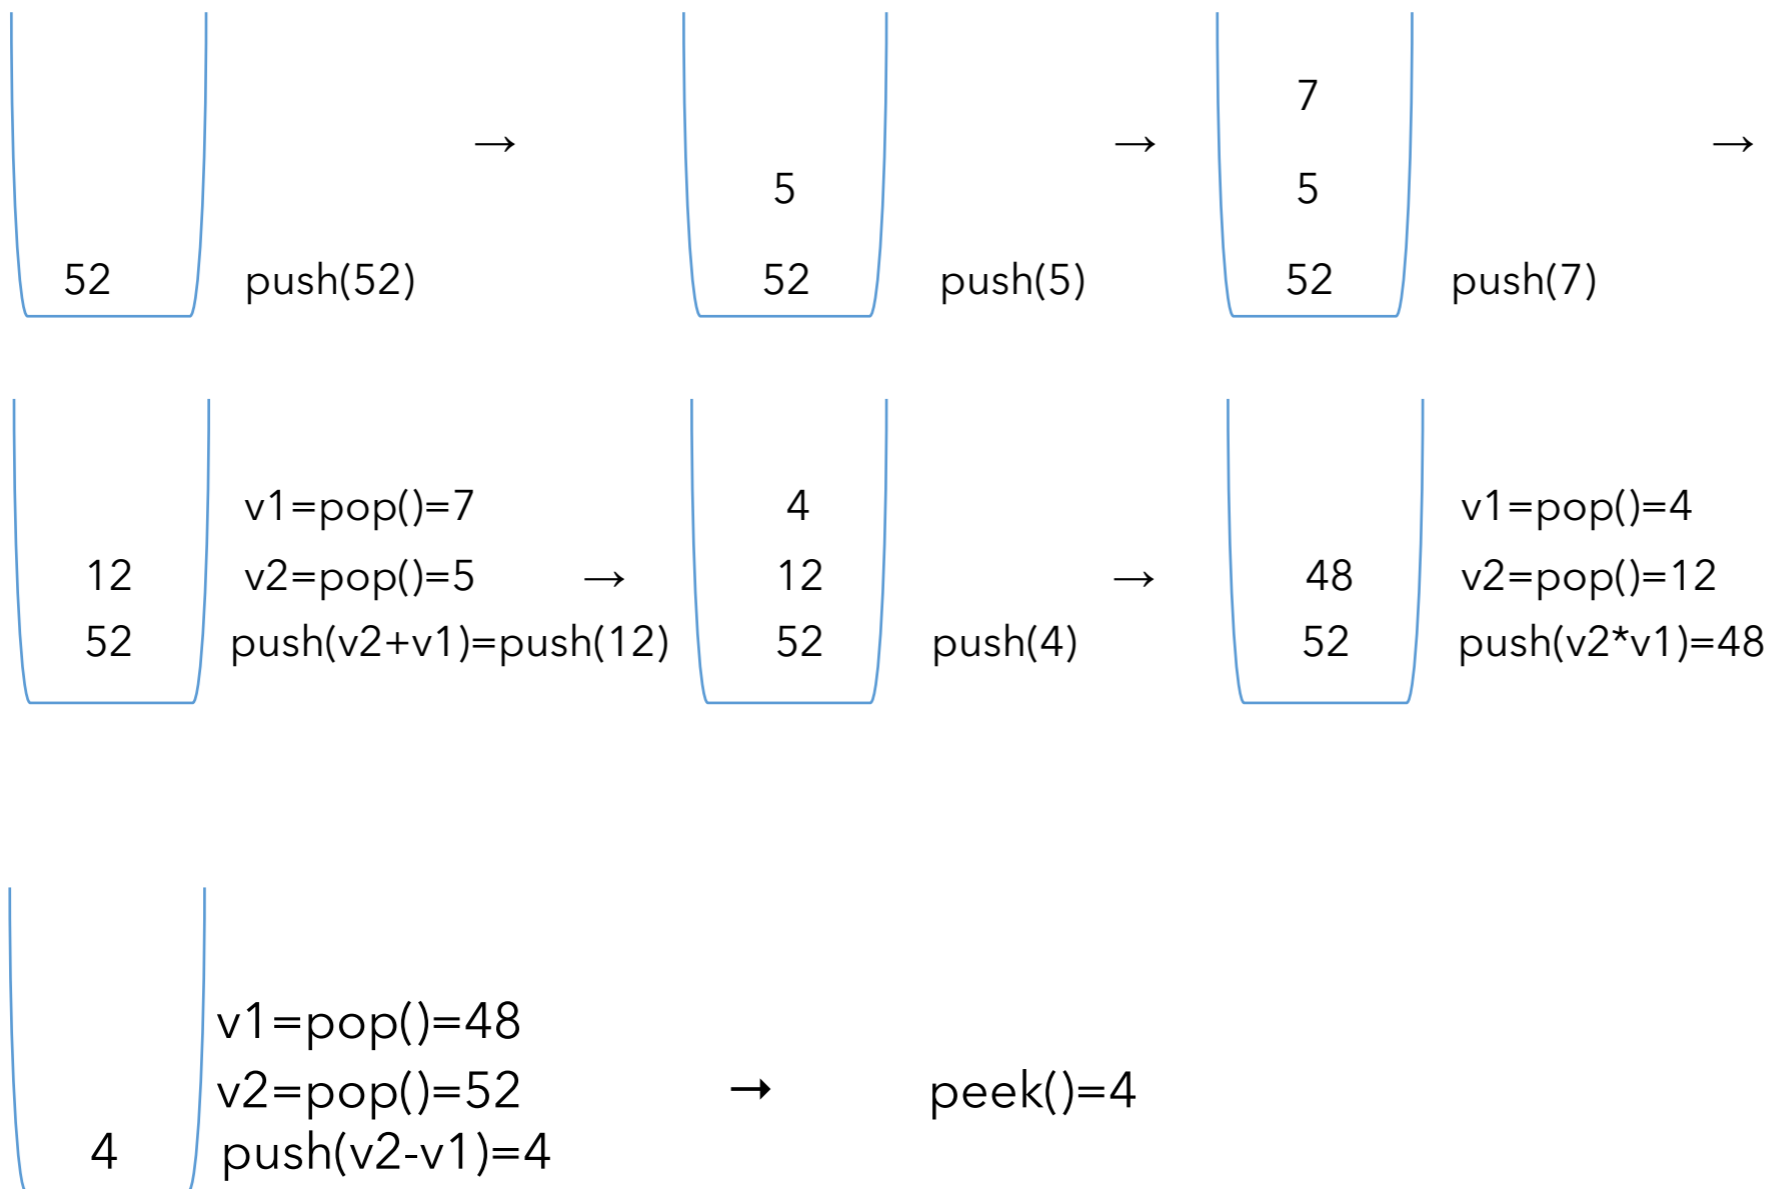 52 push(52) →
5
52 push(5) →
7 →
5
52 push(7)
v1=pop()=7
12 v2=pop()=5 →
52 push(v2+v1)=push(12)
4
12 →
52 push(4)
v1=pop()=4
48 v2=pop()=12
52 push(v2*v1)=48
v1=pop()=48
v2=pop()=52 → peek()=4
4 push(v2-v1)=4